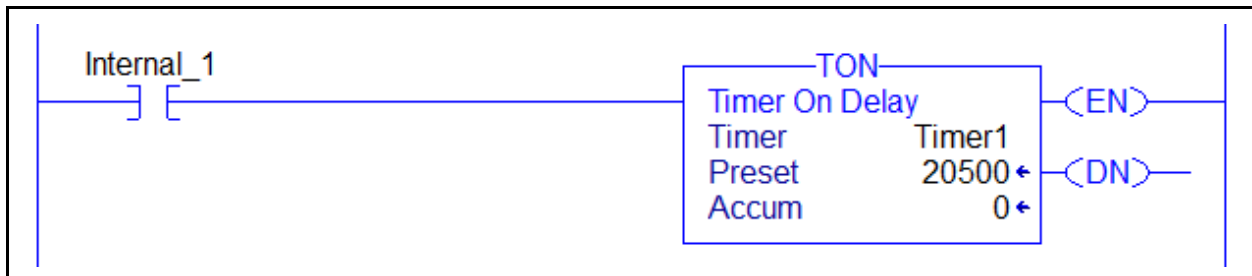 Internal_1
TON
Timer On Delay
EN
Timer Timer1
Preset 20500
DN
Accum 0